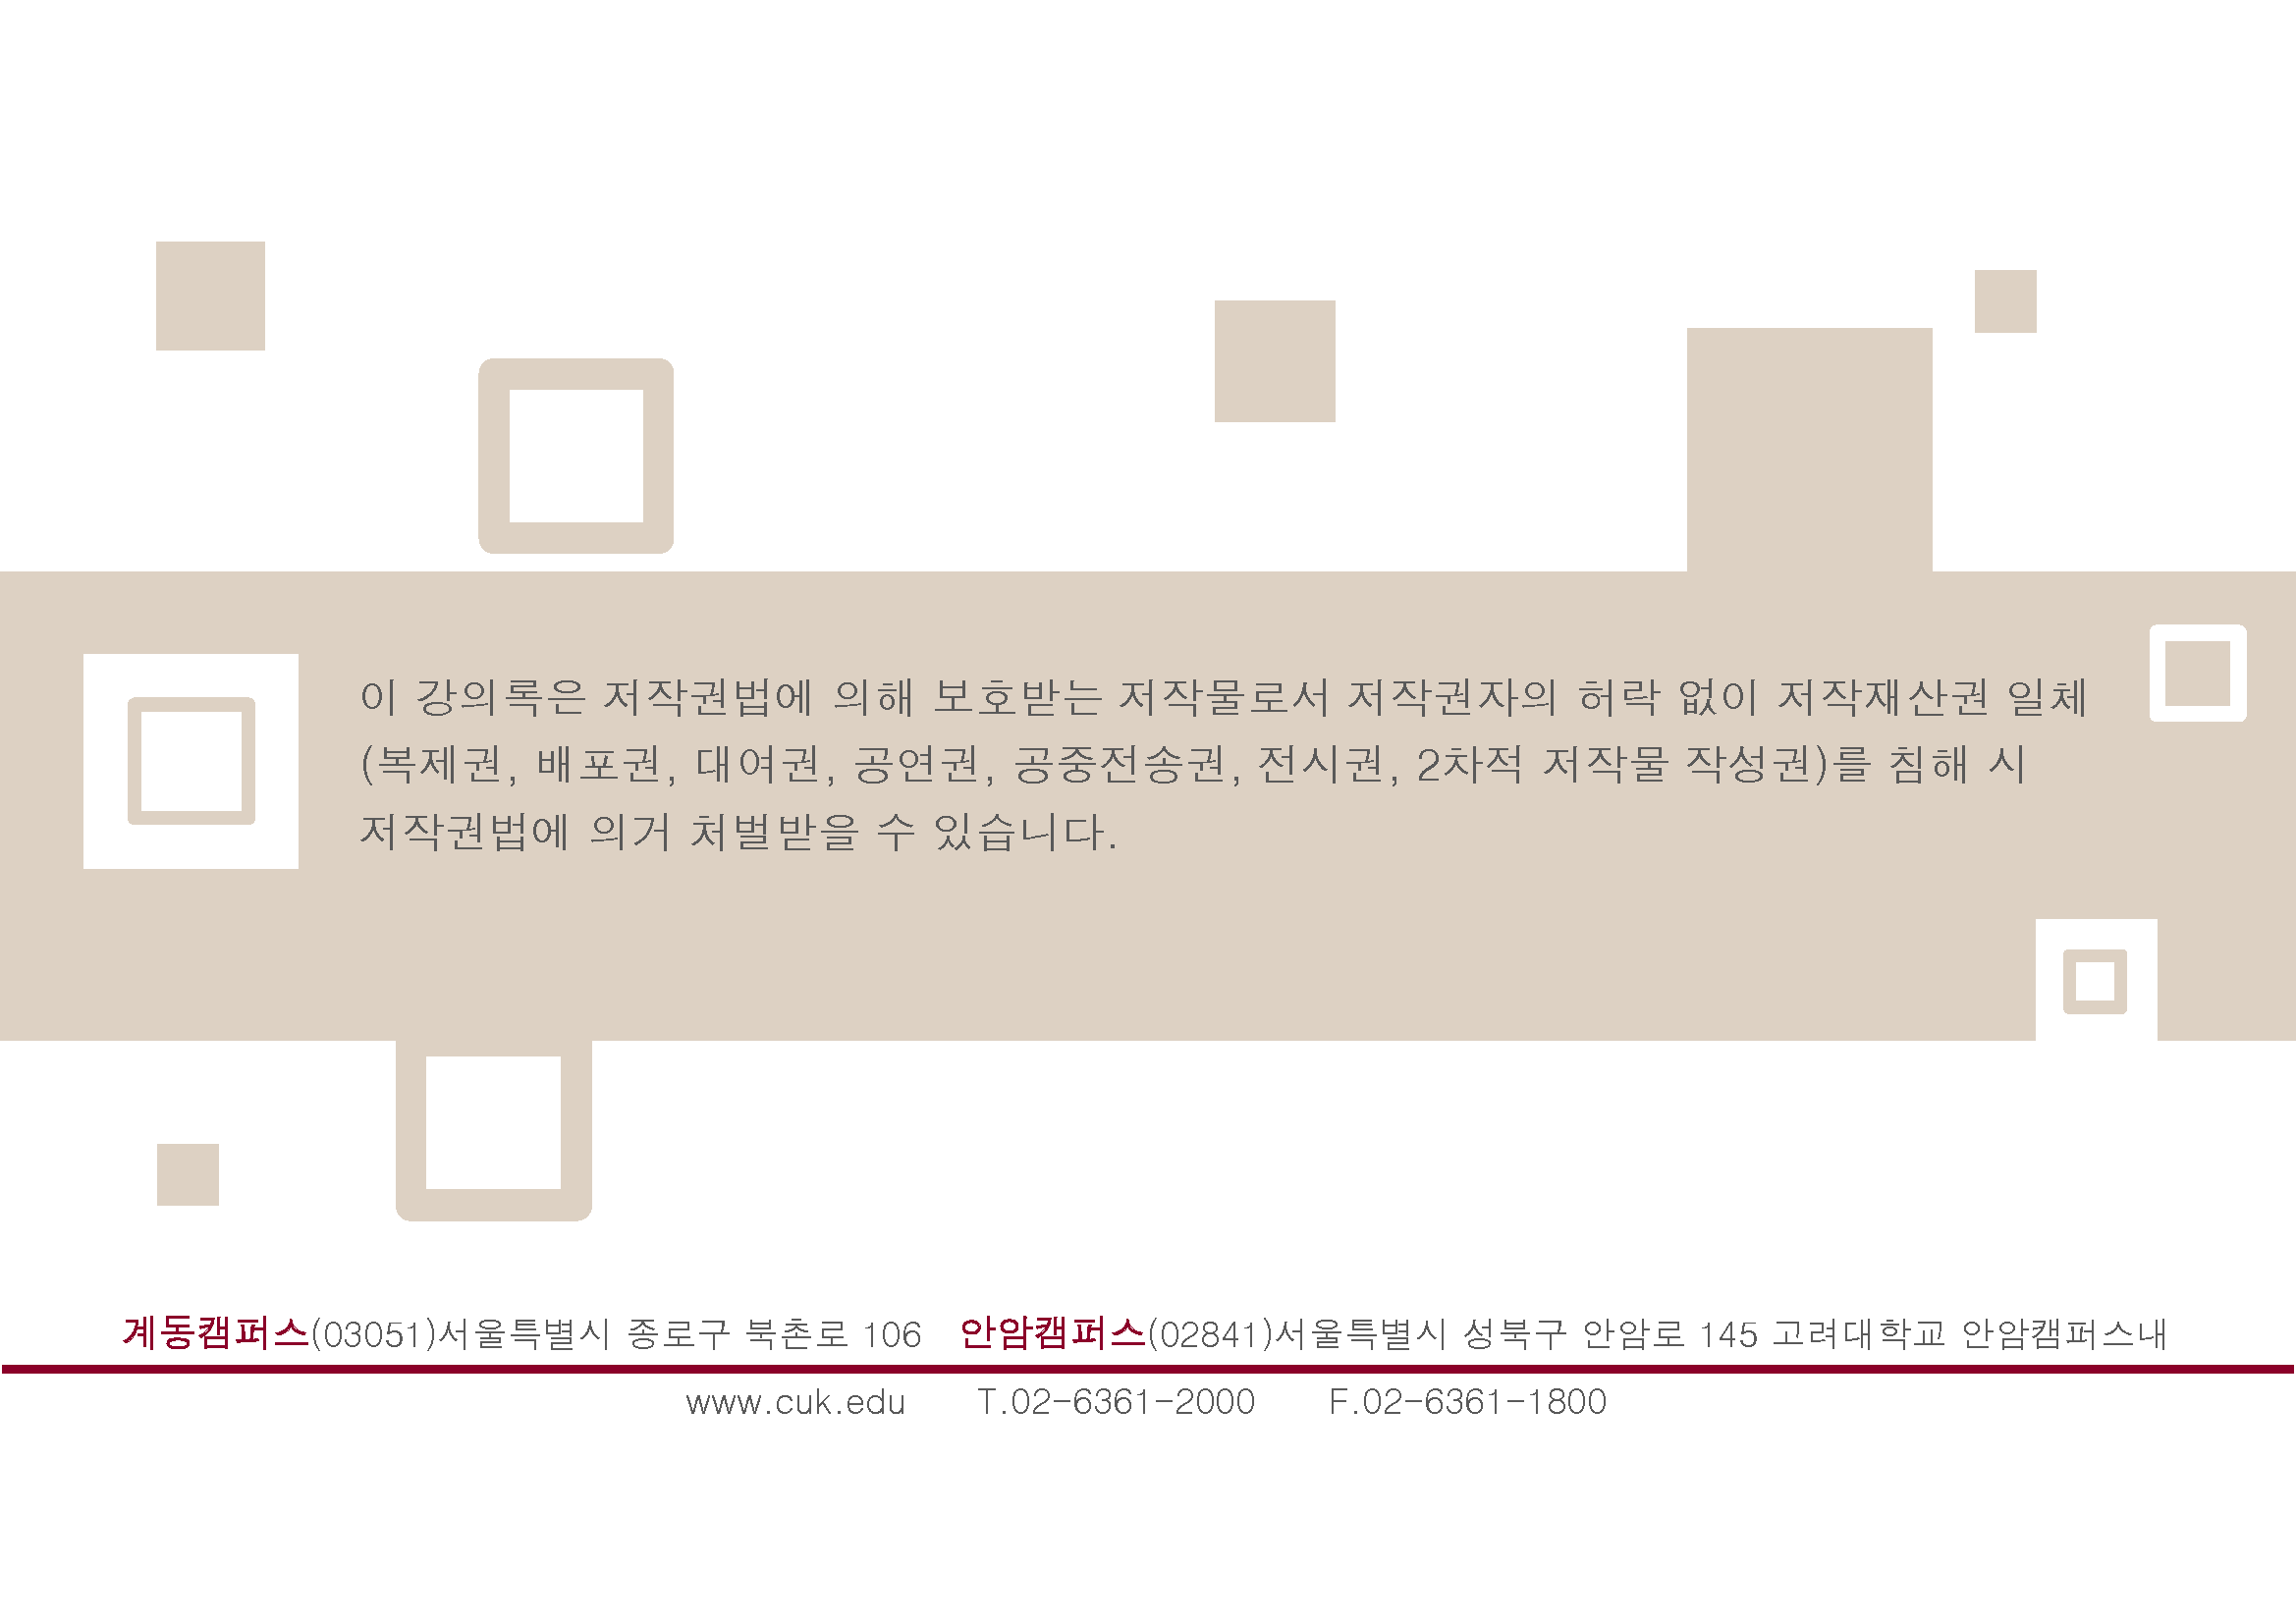 이 강의록은 저작권법에 의해 보호받는 저작물로서 저작권자의 허락 없이 저작재산권 일체
(복제권, 배포권, 대여권, 공연권, 공중전송권, 전시권, 2차적 저작물 작성권)를 침해 시
저작권법에 의거 처벌받을 수 있습니다.
계동캠퍼스(03051)서울특별시 종로구 북촌로 106 안암캠퍼스(02841)서울특별시 성북구 안암로 145 고려대학교 안암캠퍼스내
www.cuk.edu T.02-6361-2000 F.02-6361-1800